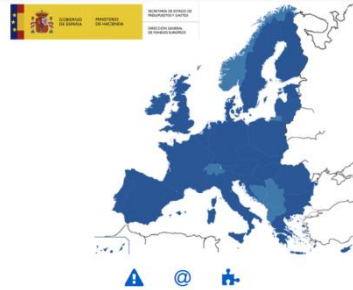 GOBIERNO
DE ESPAÑA
MINISTERIO
DE HACIENDA
SECRETARÍA DE ESTADO DE
PRESUPUESTOS Y GASTOS
DIRECCIÓN GENERAL
DE FONDOS EUROPEOS
@